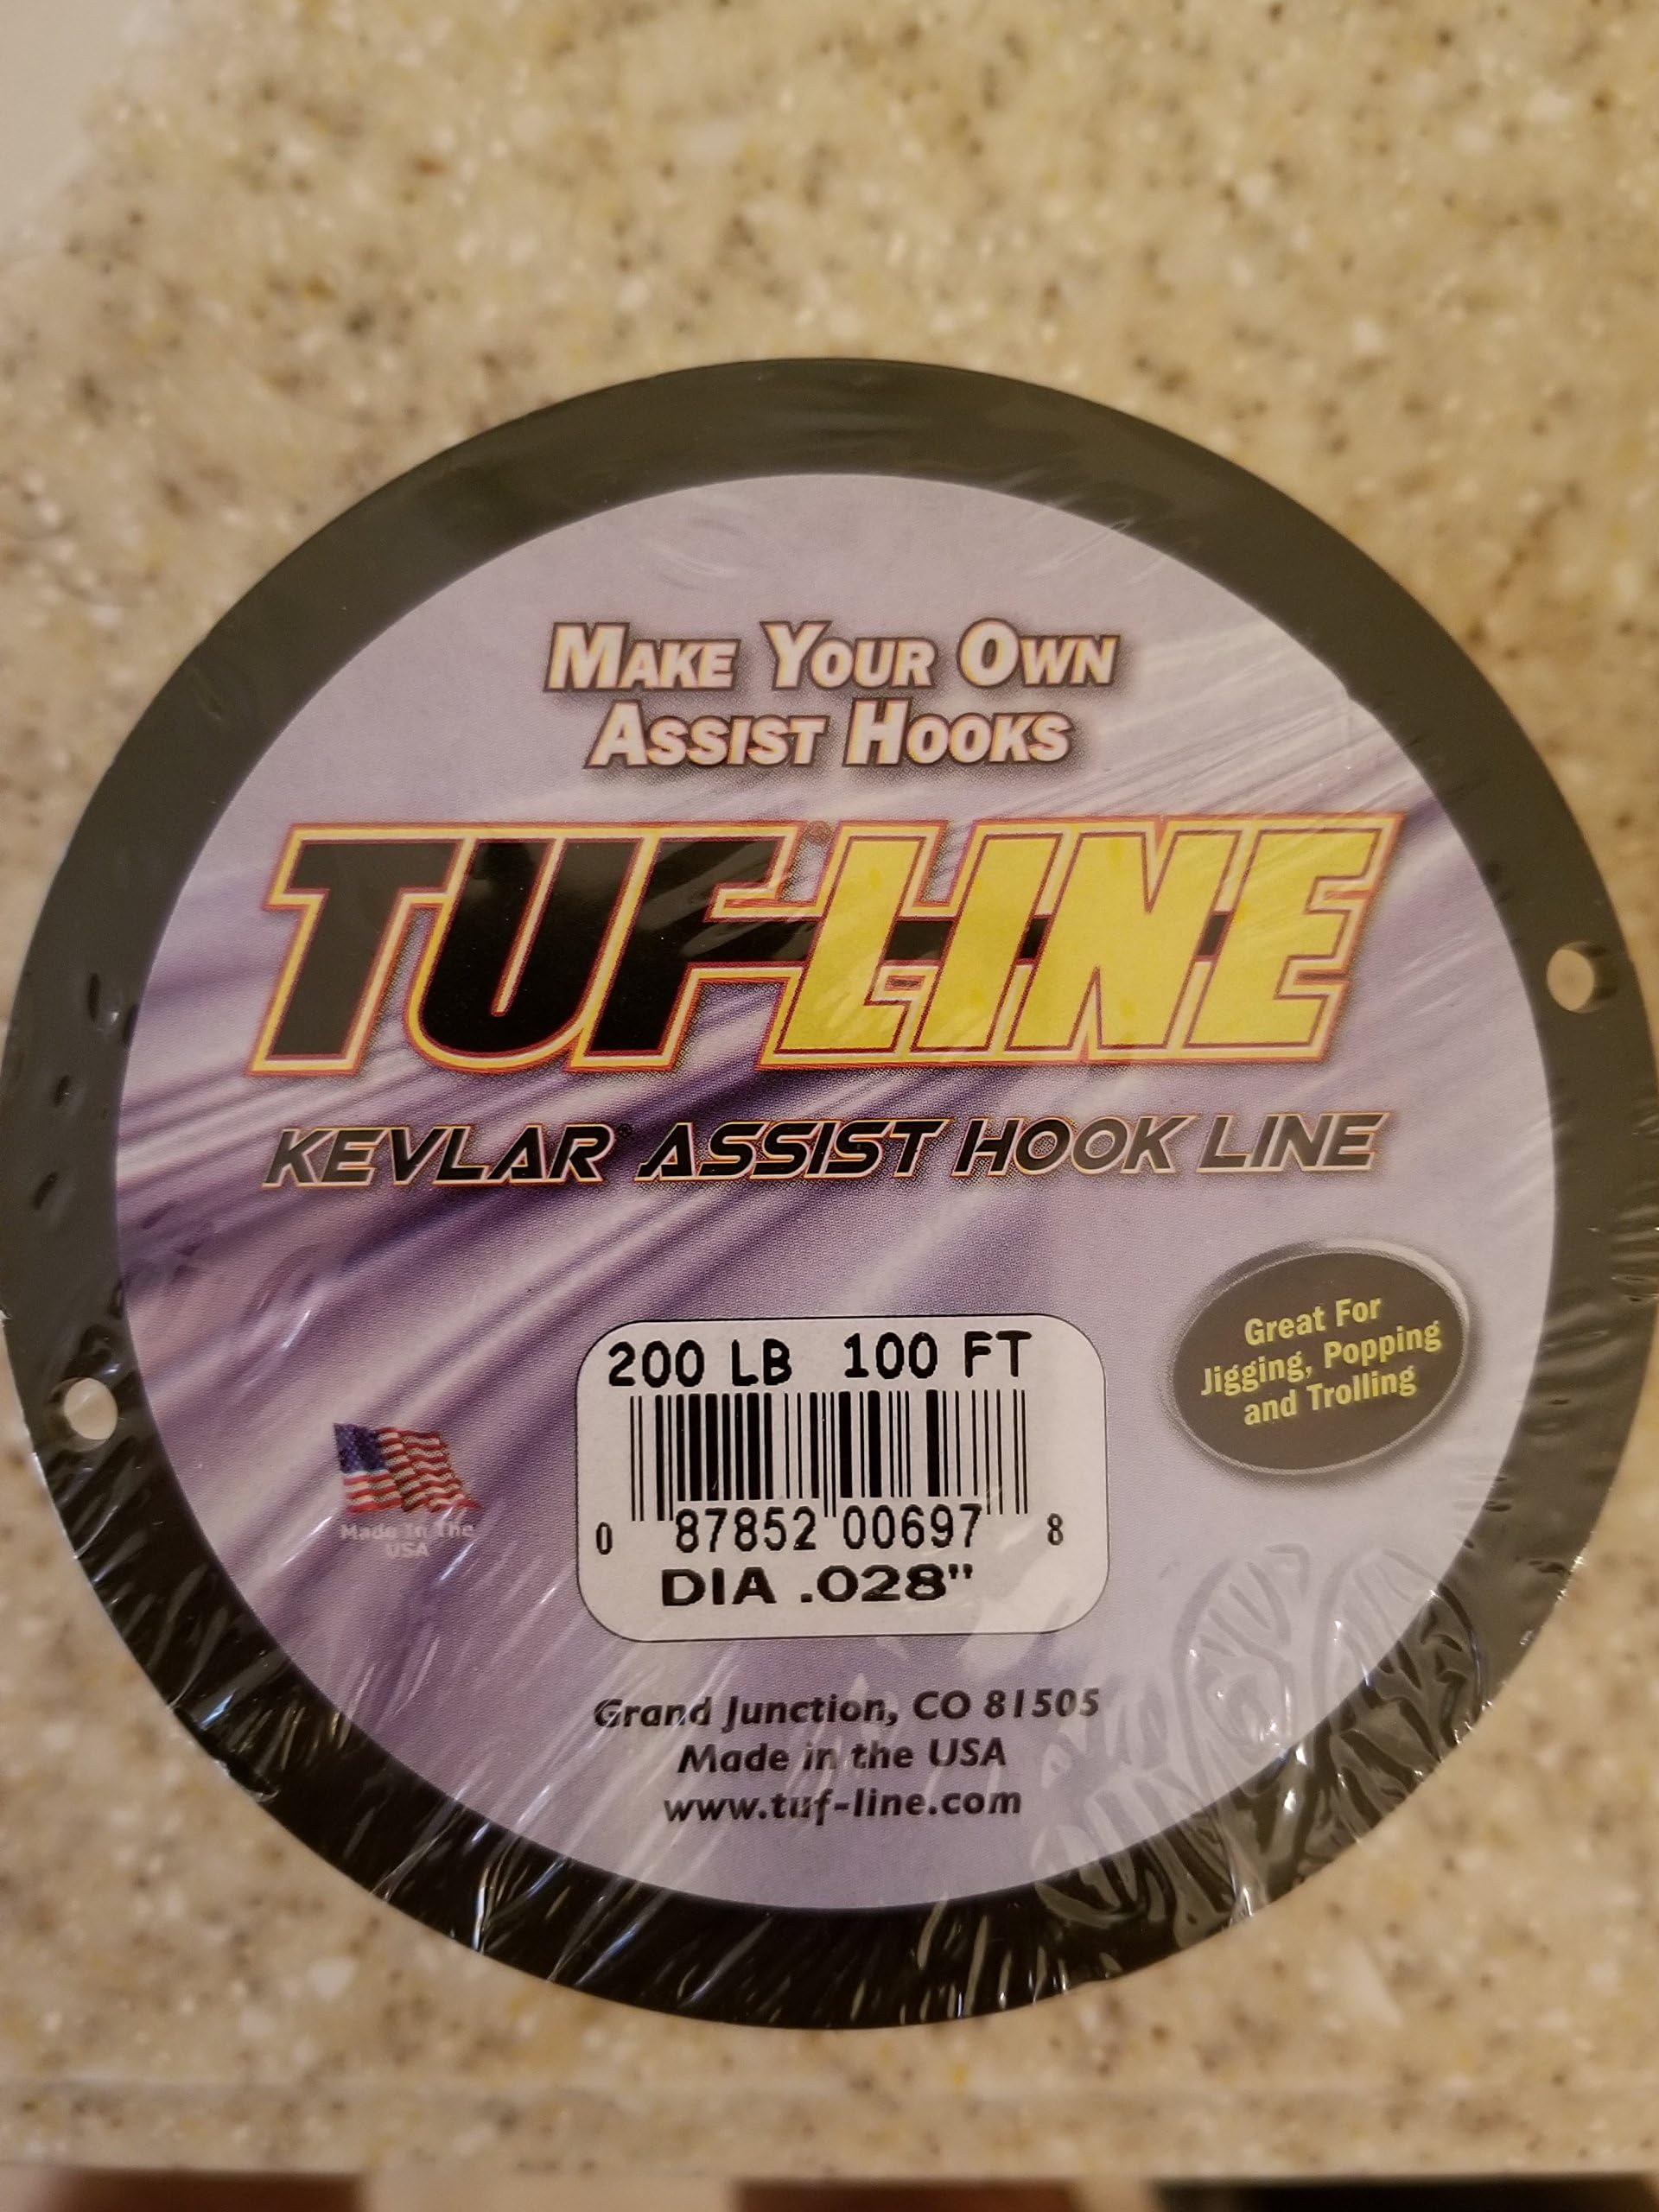 MAKE YOUR OWN
ASSIST HOOKS
TUF-LINE®
KEVLAR® ASSIST HOOK LINE
Great For
Jigging, Popping
and Trolling
200 LB 100 FT
0 87852 00697 8
DIA .028"
Made In The
USA
Grand Junction, CO 81505
Made in the USA
www.tuf-line.com